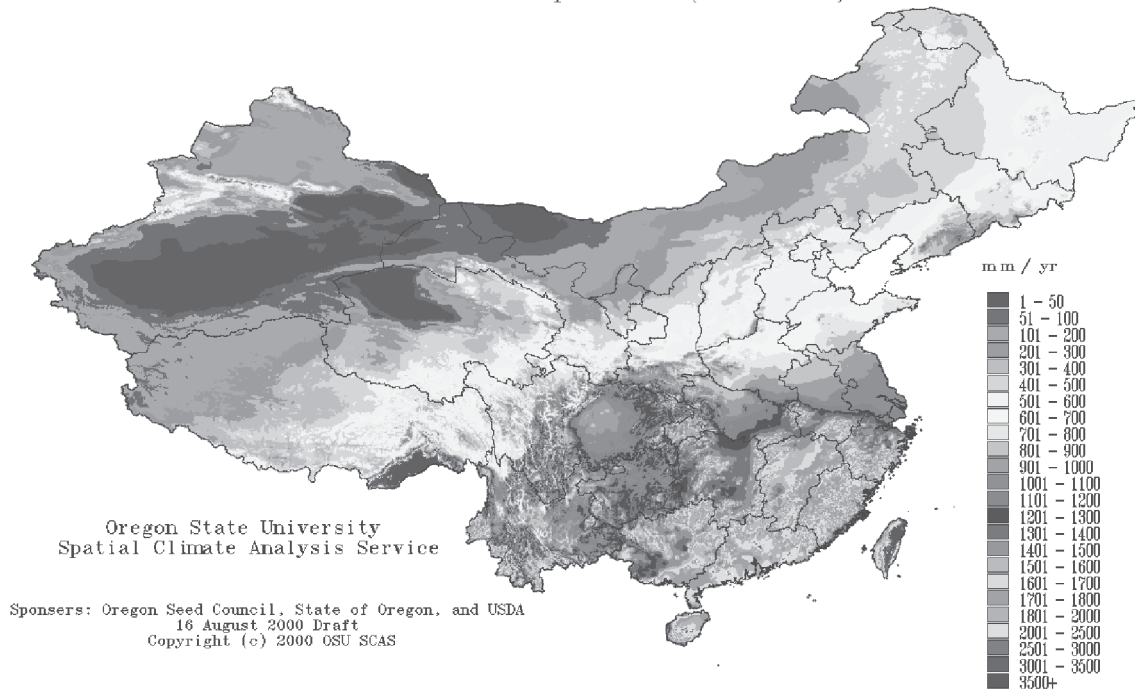 mm / yr
1 - 50
51 - 100
101 - 200
201 - 300
301 - 400
401 - 500
501 - 600
601 - 700
701 - 800
801 - 900
901 - 1000
1001 - 1100
1101 - 1200
1201 - 1300
1301 - 1400
1401 - 1500
1501 - 1600
1601 - 1700
1701 - 1800
1801 - 2000
2001 - 2500
2501 - 3000
3001 - 3500
3500+
Oregon State University
Spatial Climate Analysis Service
Sponsers: Oregon Seed Council, State of Oregon, and USDA
16 August 2000 Draft
Copyright (c) 2000 OSU SCAS